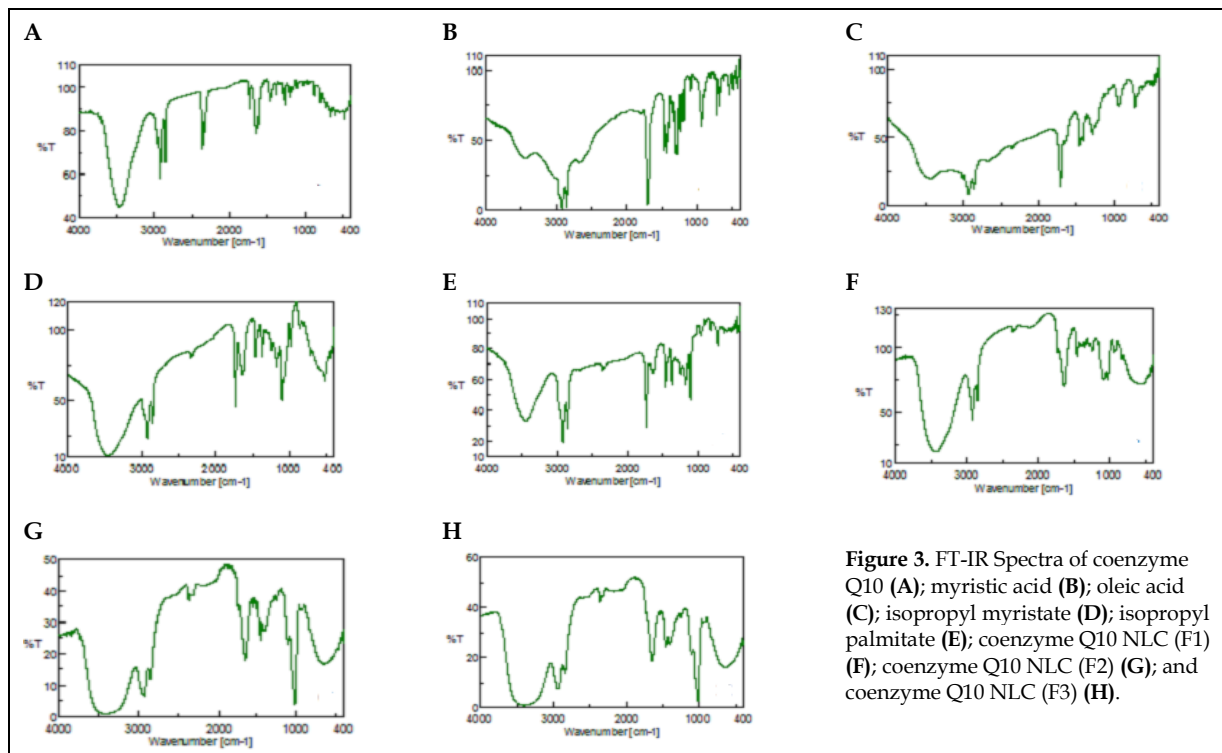 A
110
100
80
%T
60
40
4000
3000
2000
1000
400
Wavenumber [cm-1]
B
110
100
50
%T
0
4000
3000
2000
1000
400
Wavenumber [cm-1]
C
110
100
50
%T
0
4000
3000
2000
1000
400
Wavenumber [cm-1]
D
120
100
%T
50
10
4000
3000
2000
1000
400
Wavenumber [cm-1]
E
110
100
80
60
%T
40
20
10
4000
3000
2000
1000
400
Wavenumber [cm-1]
F
130
100
%T
50
10
4000
3000
2000
1000
400
Wavenumber [cm-1]
G
50
40
30
%T
20
10
0
4000
3000
2000
1000
400
Wavenumber [cm-1]
H
60
40
%T
20
0
4000
3000
2000
1000
400
Wavenumber [cm-1]
Figure 3. FT-IR Spectra of coenzyme
Q10 (A); myristic acid (B); oleic acid
(C); isopropyl myristate (D); isopropyl
palmitate (E); coenzyme Q10 NLC (F1)
(F); coenzyme Q10 NLC (F2) (G); and
coenzyme Q10 NLC (F3) (H).